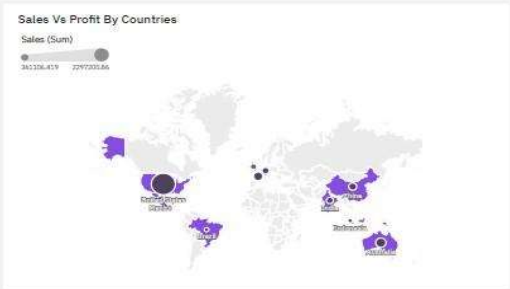 Sales Vs Profit By Countries
Sales (Sum)
United States
Mexico
China
India
Indonesia
Brazil
Australia